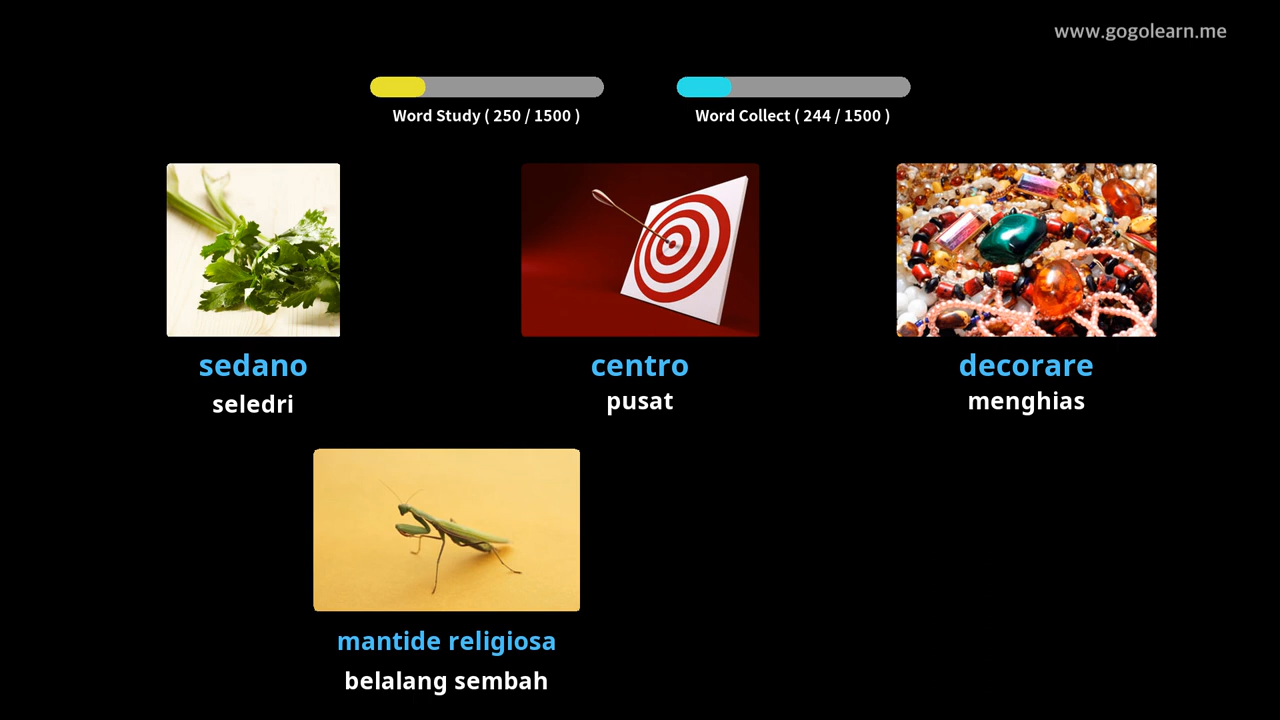 www.gogolearn.me
Word Study ( 250 / 1500 )
Word Collect ( 244 / 1500 )
sedano
seledri
centro
pusat
decorare
menghias
mantide religiosa
belalang sembah